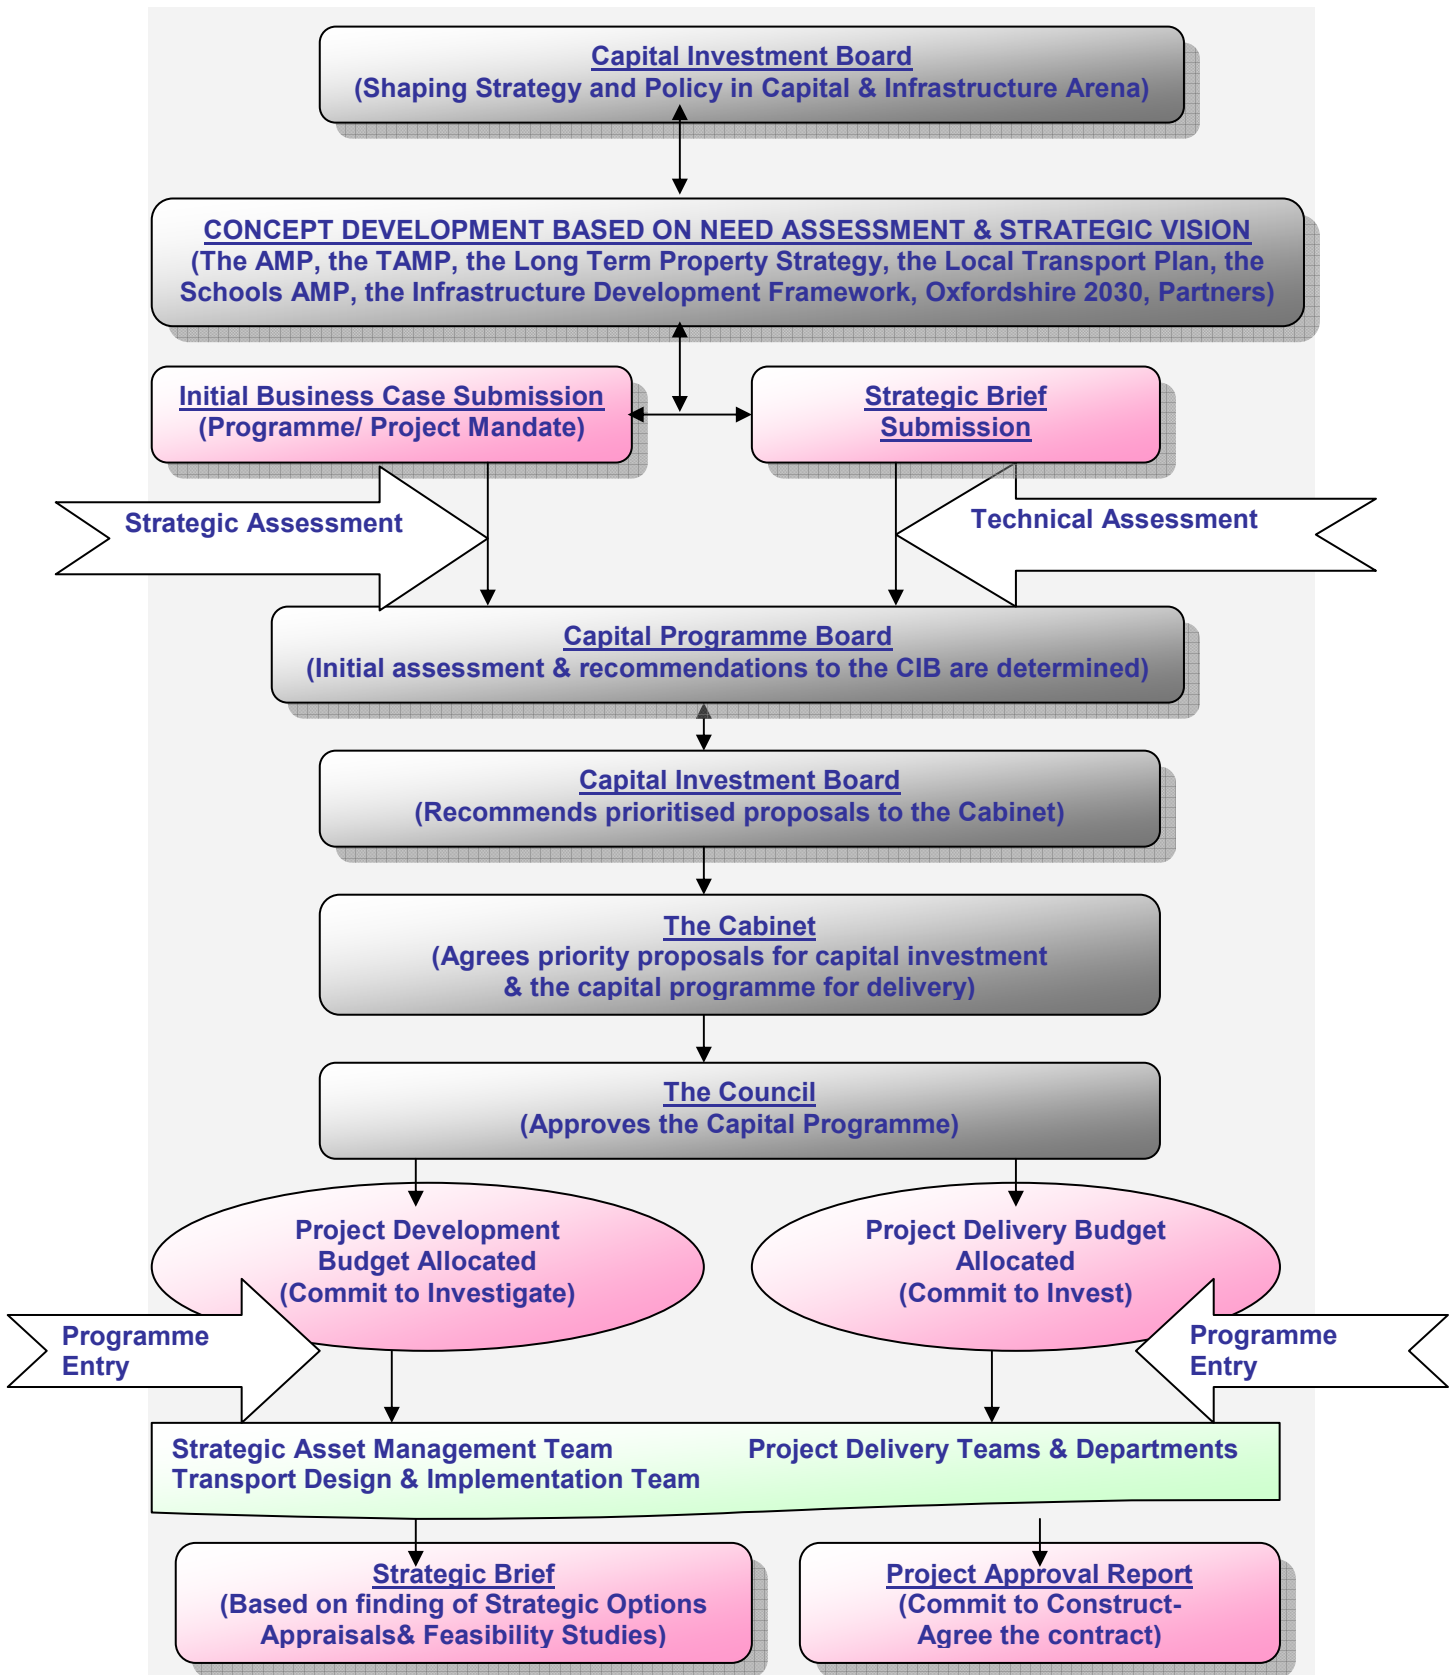 Capital Investment Board
(Shaping Strategy and Policy in Capital & Infrastructure Arena)
CONCEPT DEVELOPMENT BASED ON NEED ASSESSMENT & STRATEGIC VISION
(The AMP, the TAMP, the Long Term Property Strategy, the Local Transport Plan, the
Schools AMP, the Infrastructure Development Framework, Oxfordshire 2030, Partners)
Initial Business Case Submission
(Programme/ Project Mandate)
Strategic Brief
Submission
Strategic Assessment
Technical Assessment
Capital Programme Board
(Initial assessment & recommendations to the CIB are determined)
Capital Investment Board
(Recommends prioritised proposals to the Cabinet)
The Cabinet
(Agrees priority proposals for capital investment
& the capital programme for delivery)
The Council
(Approves the Capital Programme)
Project Development
Budget Allocated
(Commit to Investigate)
Project Delivery Budget
Allocated
(Commit to Invest)
Programme
Entry
Programme
Entry
Strategic Asset Management Team
Transport Design & Implementation Team
Project Delivery Teams & Departments
Strategic Brief
(Based on finding of Strategic Options
Appraisals& Feasibility Studies)
Project Approval Report
(Commit to Construct-
Agree the contract)